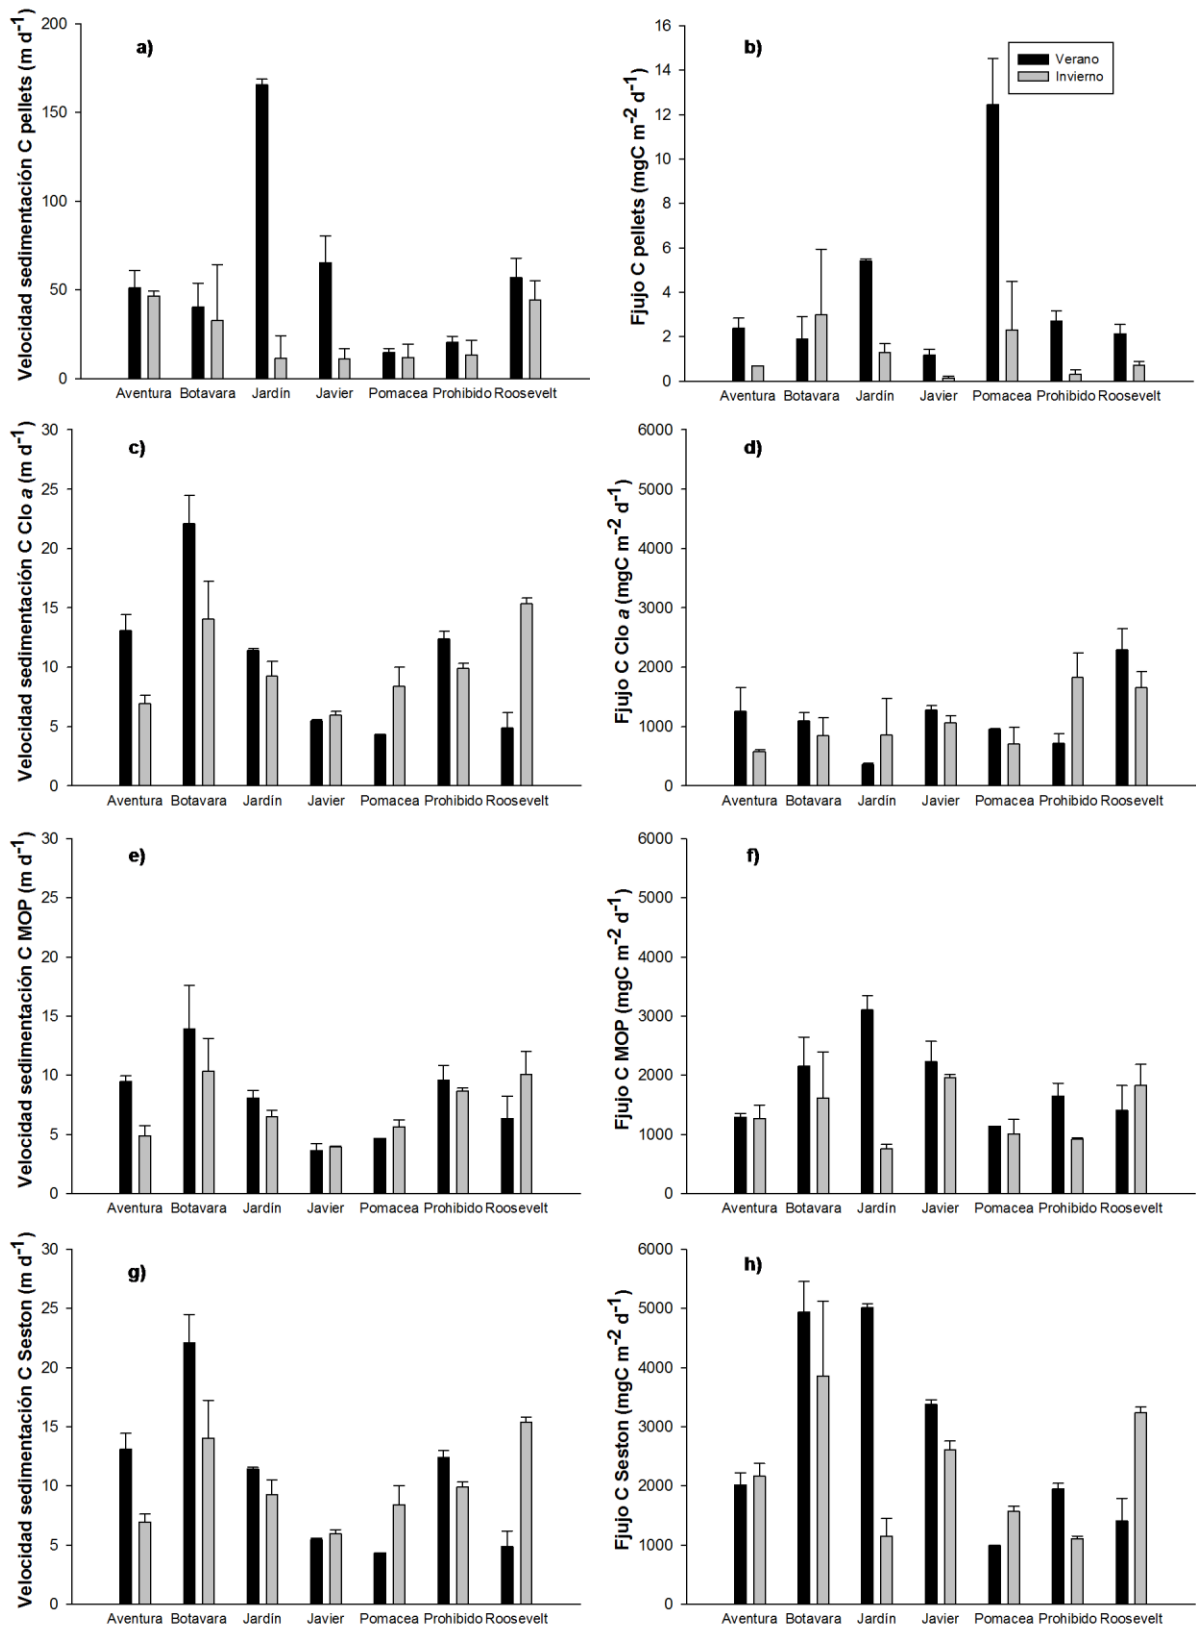 a)
Velocidad sedimentación C pellets (m d⁻¹)
200
150
100
50
0
Aventura Botavara Jardín Javier Pomacea Prohibido Roosevelt
b)
Verano
Invierno
Fjujo C pellets (mgC m⁻² d⁻¹)
16
14
12
10
8
6
4
2
0
Aventura Botavara Jardín Javier Pomacea Prohibido Roosevelt
c)
Velocidad sedimentación C Clo a (m d⁻¹)
30
25
20
15
10
5
0
Aventura Botavara Jardín Javier Pomacea Prohibido Roosevelt
d)
Fjujo C Clo a (mgC m⁻² d⁻¹)
6000
5000
4000
3000
2000
1000
0
Aventura Botavara Jardín Javier Pomacea Prohibido Roosevelt
e)
Velocidad sedimentación C MOP (m d⁻¹)
30
25
20
15
10
5
0
Aventura Botavara Jardín Javier Pomacea Prohibido Roosevelt
f)
Fjujo C MOP (mgC m⁻² d⁻¹)
6000
5000
4000
3000
2000
1000
0
Aventura Botavara Jardín Javier Pomacea Prohibido Roosevelt
g)
Velocidad sedimentación C Seston (m d⁻¹)
30
25
20
15
10
5
0
Aventura Botavara Jardín Javier Pomacea Prohibido Roosevelt
h)
Fjujo C Seston (mgC m⁻² d⁻¹)
6000
5000
4000
3000
2000
1000
0
Aventura Botavara Jardín Javier Pomacea Prohibido Roosevelt